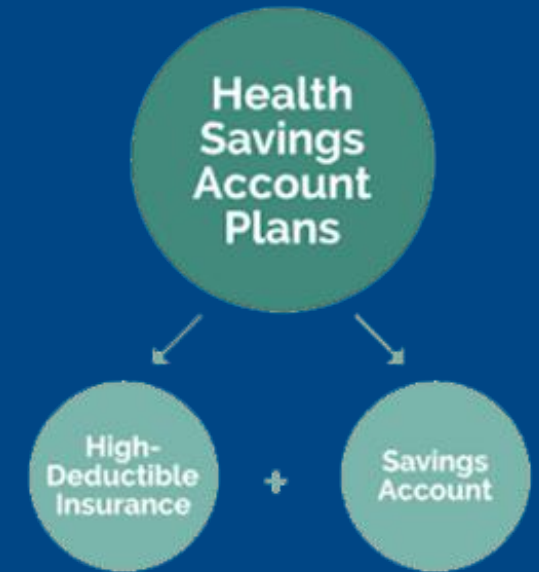 Health
Savings
Account
Plans
High-
Deductible
Insurance
+
Savings
Account